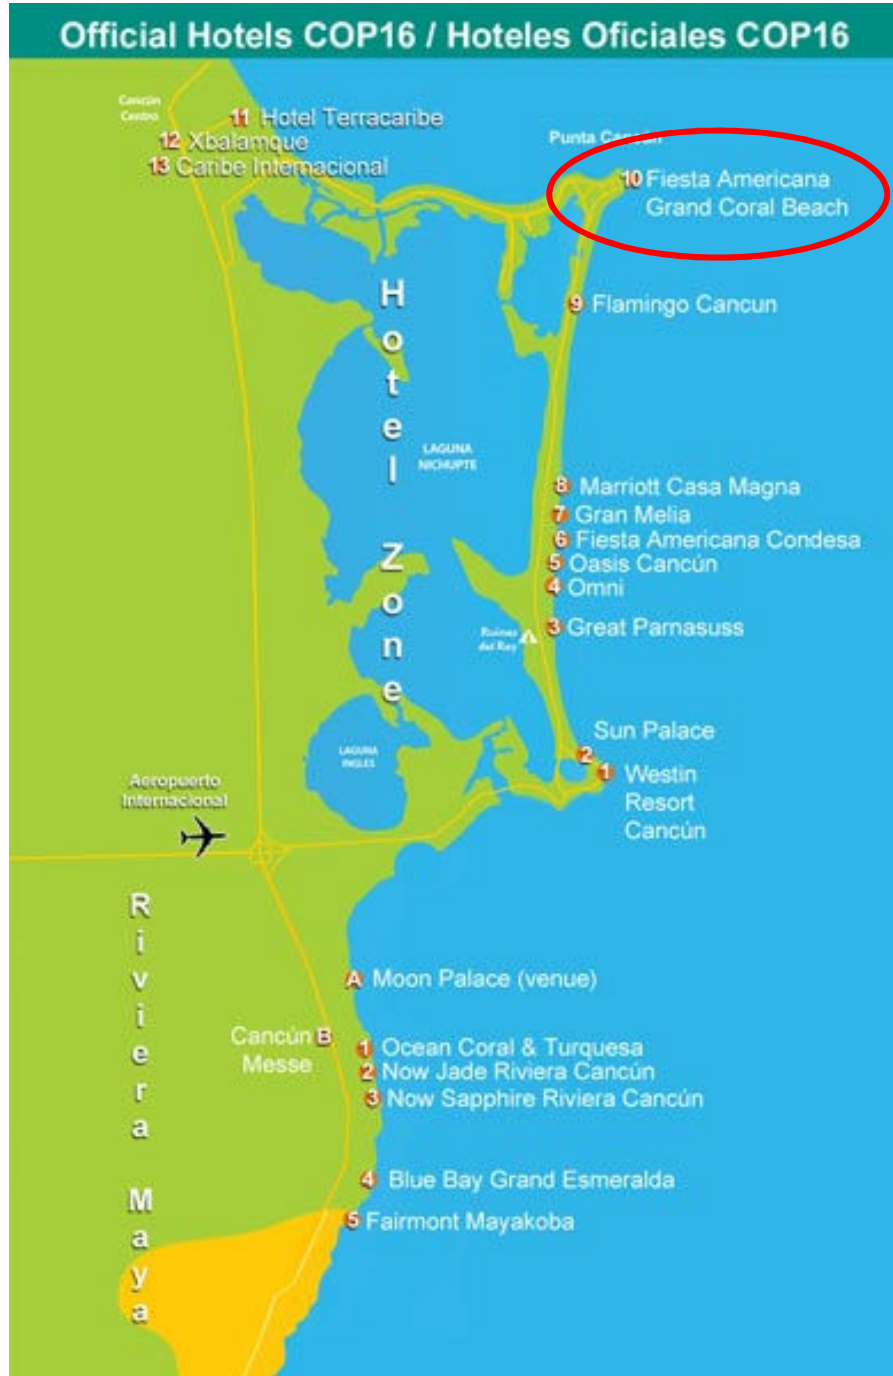 Official Hotels COP16 / Hoteles Oficiales COP16
Cancún
Centro
11 Hotel Terracaribe
12 Xbalamque
13 Caribe Internacional
Punta Cancún
10 Fiesta Americana
Grand Coral Beach
9 Flamingo Cancun
Hotel Zone
LAGUNA
NICHUPTE
8 Marriott Casa Magna
7 Gran Melia
6 Fiesta Americana Condesa
5 Oasis Cancún
4 Omni
3 Great Parnasuss
Ruinas
del Rey
Sun Palace
2
1 Westin
Resort
Cancún
LAGUNA
INGLES
Aeropuerto
Internacional
Riviera Maya
A Moon Palace (venue)
Cancún B
Messe
1 Ocean Coral & Turquesa
2 Now Jade Riviera Cancún
3 Now Sapphire Riviera Cancún
4 Blue Bay Grand Esmeralda
5 Fairmont Mayakoba